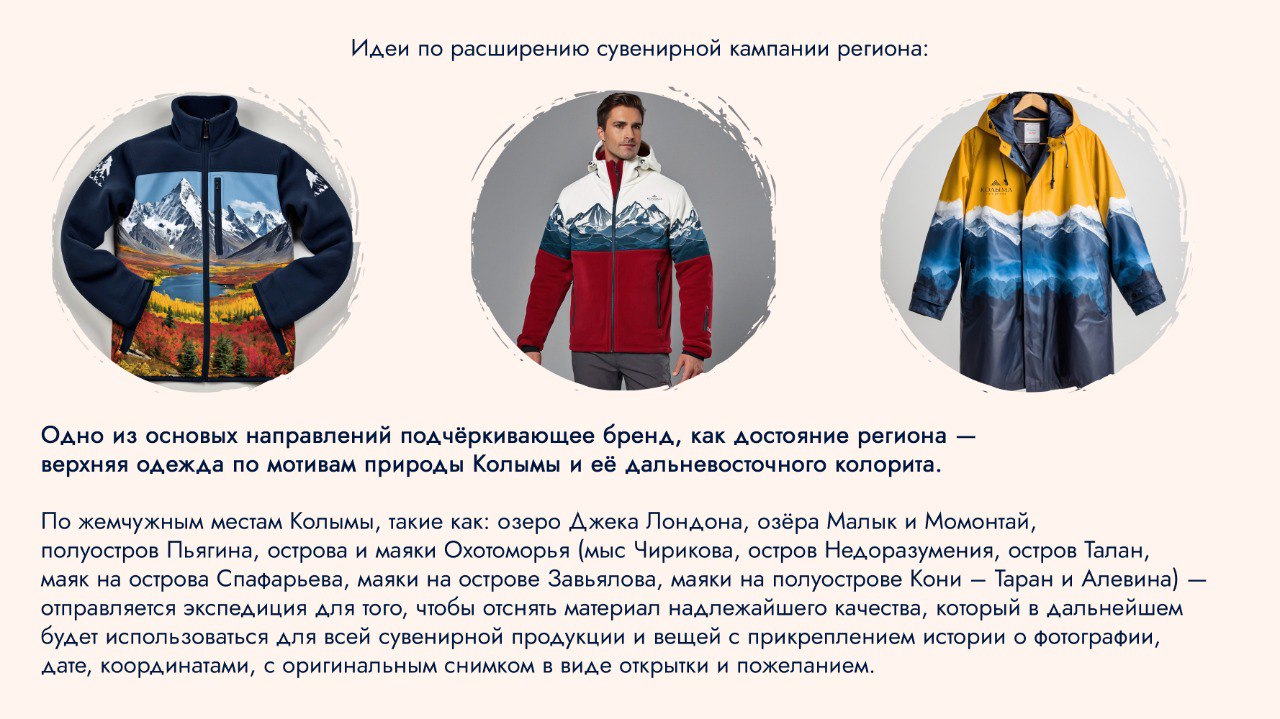 Идеи по расширению сувенирной кампании региона:
КОЛЫМА
Одно из основых направлений подчёркивающее бренд, как достояние региона —
верхняя одежда по мотивам природы Колымы и её дальневосточного колорита.
По жемчужным местам Колымы, такие как: озеро Джека Лондона, озёра Малык и Момонтай,
полуостров Пьягина, острова и маяки Охотоморья (мыс Чирикова, остров Недоразумения, остров Талан,
маяк на острова Спафарьева, маяки на острове Завьялова, маяки на полуострове Кони – Таран и Алевина) —
отправляется экспедиция для того, чтобы отснять материал надлежайшего качества, который в дальнейшем
будет использоваться для всей сувенирной продукции и вещей с прикреплением истории о фотографии,
дате, координатами, с оригинальным снимком в виде открытки и пожеланием.